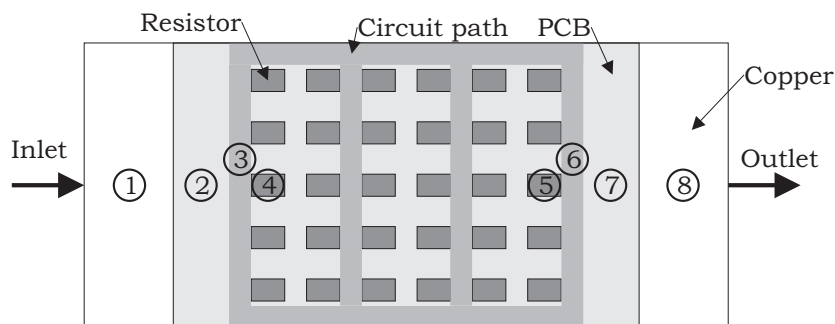 Resistor
Circuit path
PCB
Copper
Inlet
Outlet
3
6
1
2
4
5
7
8